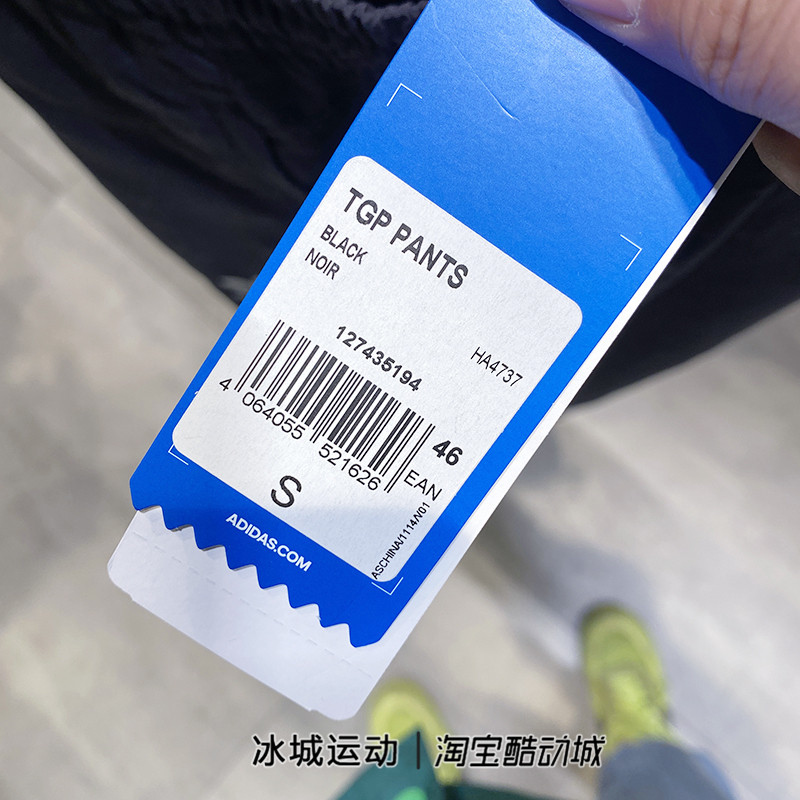 TGP PANTS
BLACK
NOIR
127435194
HA4737
46
4 064055 521626 EAN
S
ASCHINA/1114/V01
ADIDAS.COM
冰城运动 | 淘宝酷动城